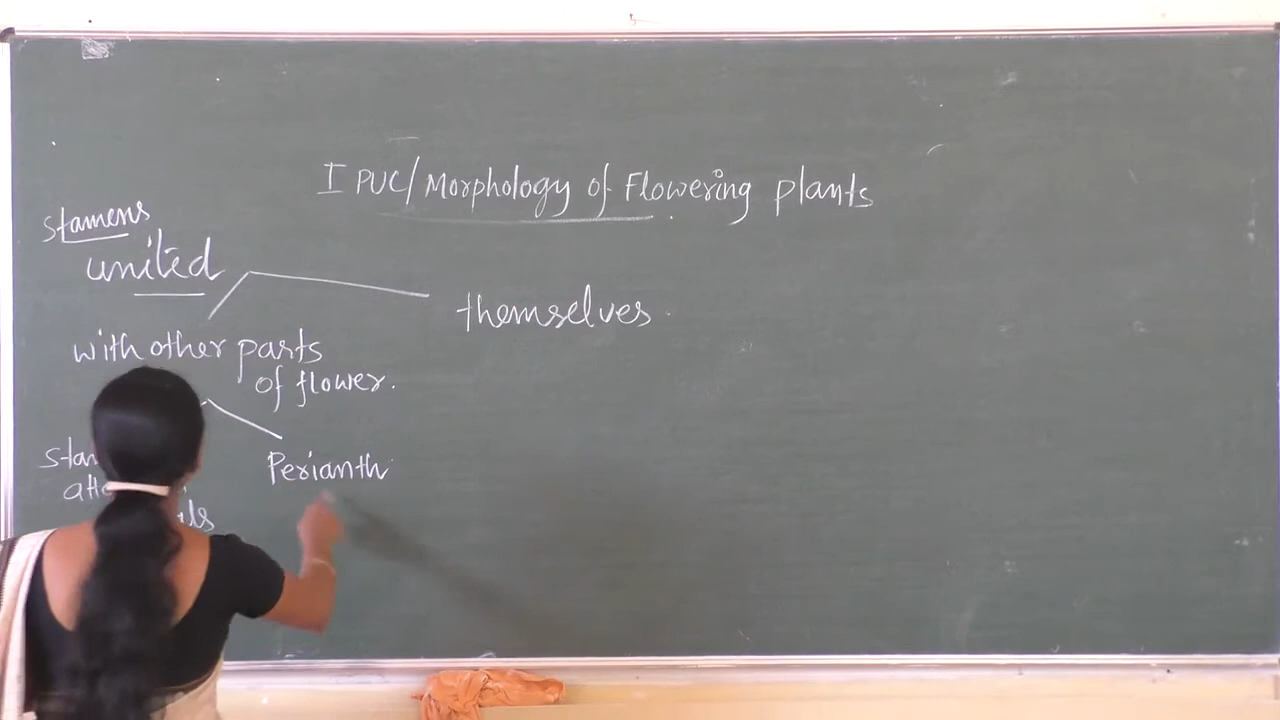 I PUC/Morphology of Flowering plants
stamens
united
themselves.
with other parts
of flower.
Perianth